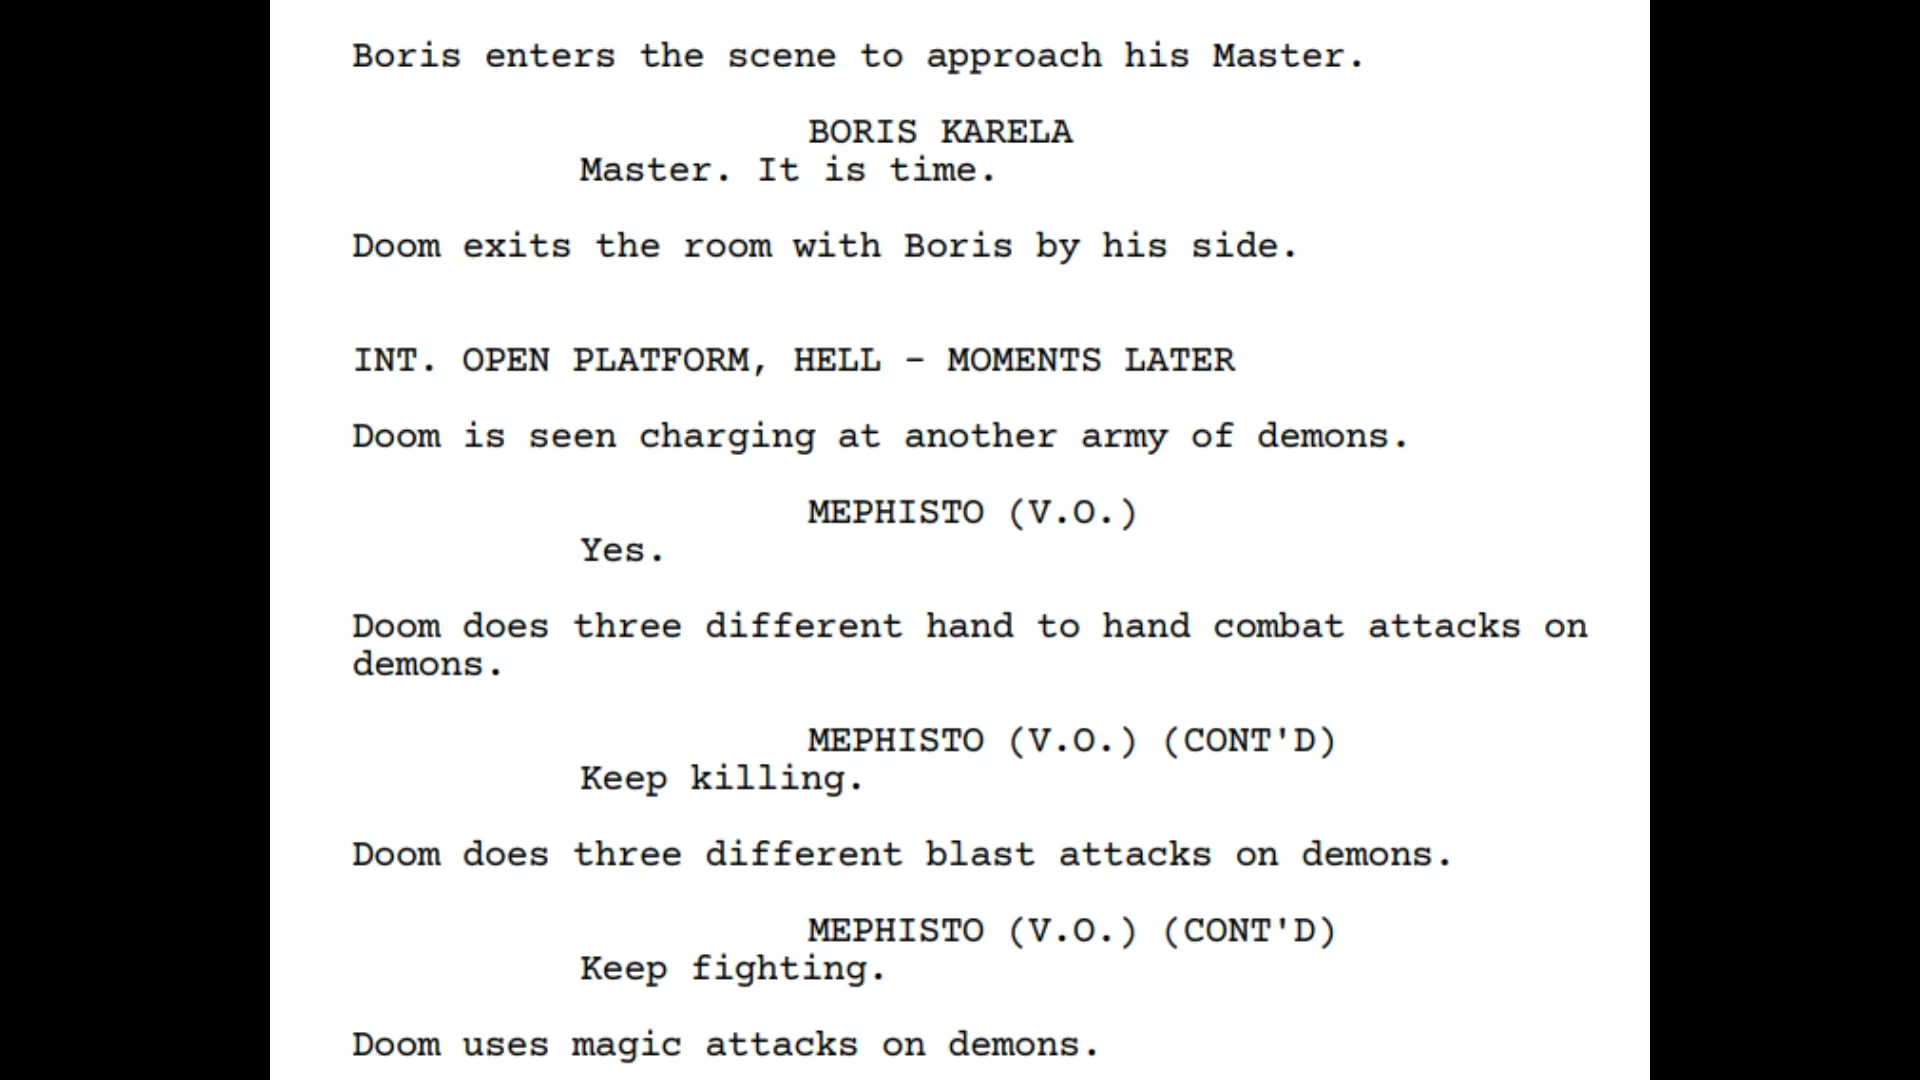 Boris enters the scene to approach his Master.
BORIS KARELA
Master. It is time.
Doom exits the room with Boris by his side.
INT. OPEN PLATFORM, HELL – MOMENTS LATER
Doom is seen charging at another army of demons.
MEPHISTO (V.O.)
Yes.
Doom does three different hand to hand combat attacks on
demons.
MEPHISTO (V.O.) (CONT'D)
Keep killing.
Doom does three different blast attacks on demons.
MEPHISTO (V.O.) (CONT'D)
Keep fighting.
Doom uses magic attacks on demons.